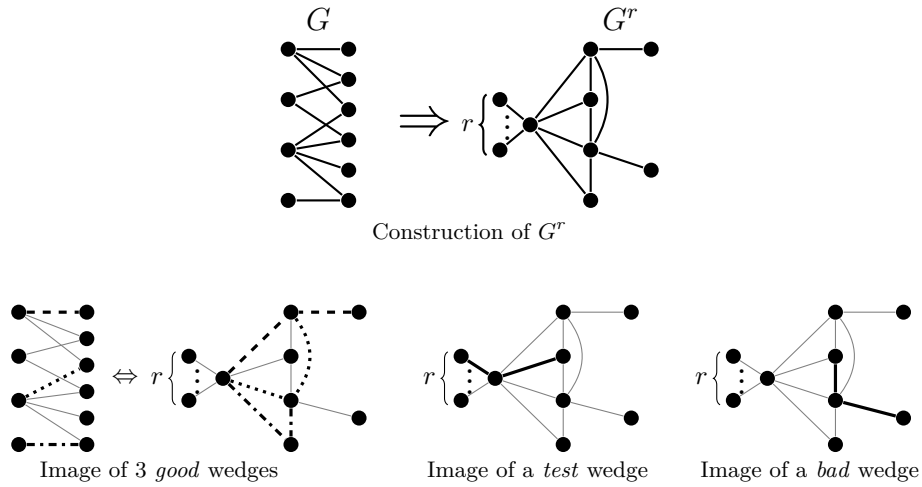 G G^r
r
Construction of G^r
⇔ r r r
Image of 3 good wedges Image of a test wedge Image of a bad wedge